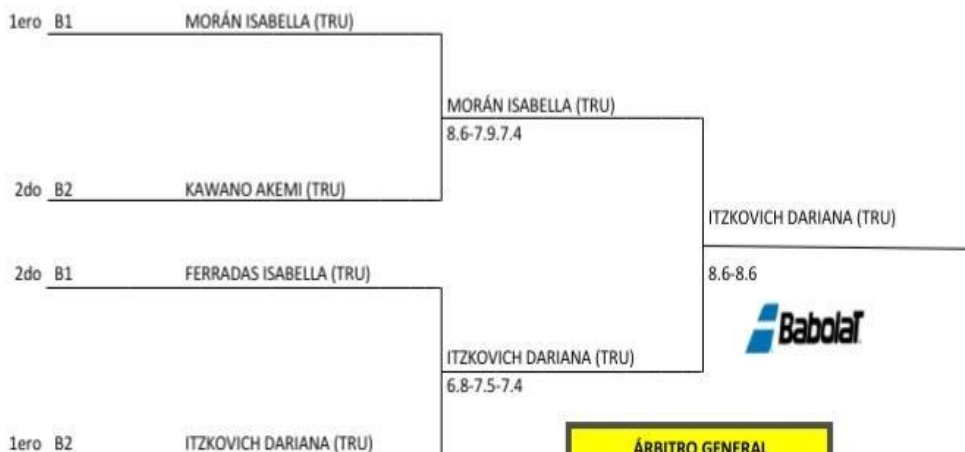 1ero B1 MORÁN ISABELLA (TRU)
MORÁN ISABELLA (TRU)
8.6-7.9.7.4
2do B2 KAWANO AKEMI (TRU)
ITZKOVICH DARIANA (TRU)
2do B1 FERRADAS ISABELLA (TRU)
8.6-8.6
Babolat
ITZKOVICH DARIANA (TRU)
6.8-7.5-7.4
1ero B2 ITZKOVICH DARIANA (TRU)
ÁRBITRO GENERAL